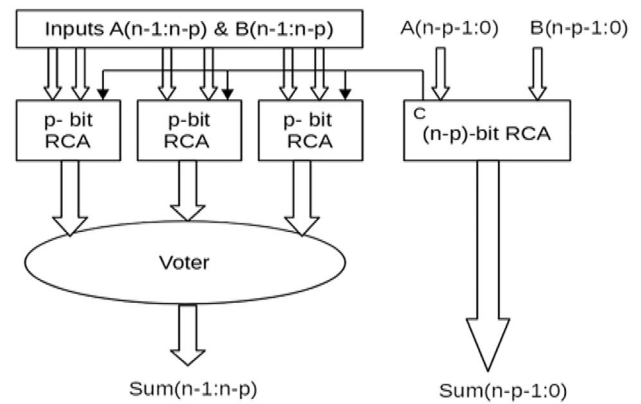 Inputs A(n-1:n-p) & B(n-1:n-p)
A(n-p-1:0)
B(n-p-1:0)
p- bit
RCA
p-bit
RCA
p- bit
RCA
C
(n-p)-bit RCA
Voter
Sum(n-1:n-p)
Sum(n-p-1:0)